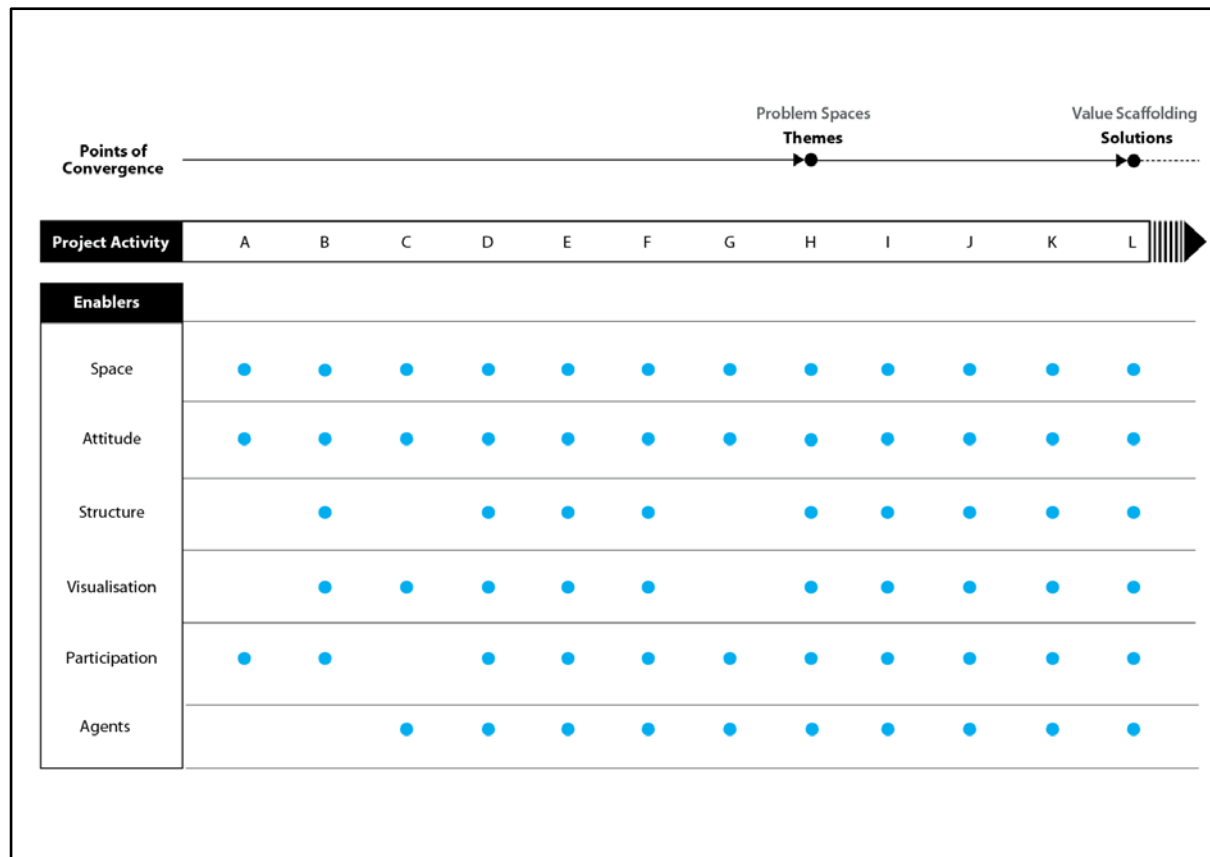 Problem Spaces
Value Scaffolding
Themes
Solutions
Points of
Convergence
Project Activity A B C D E F G H I J K L
Enablers
Space
Attitude
Structure
Visualisation
Participation
Agents